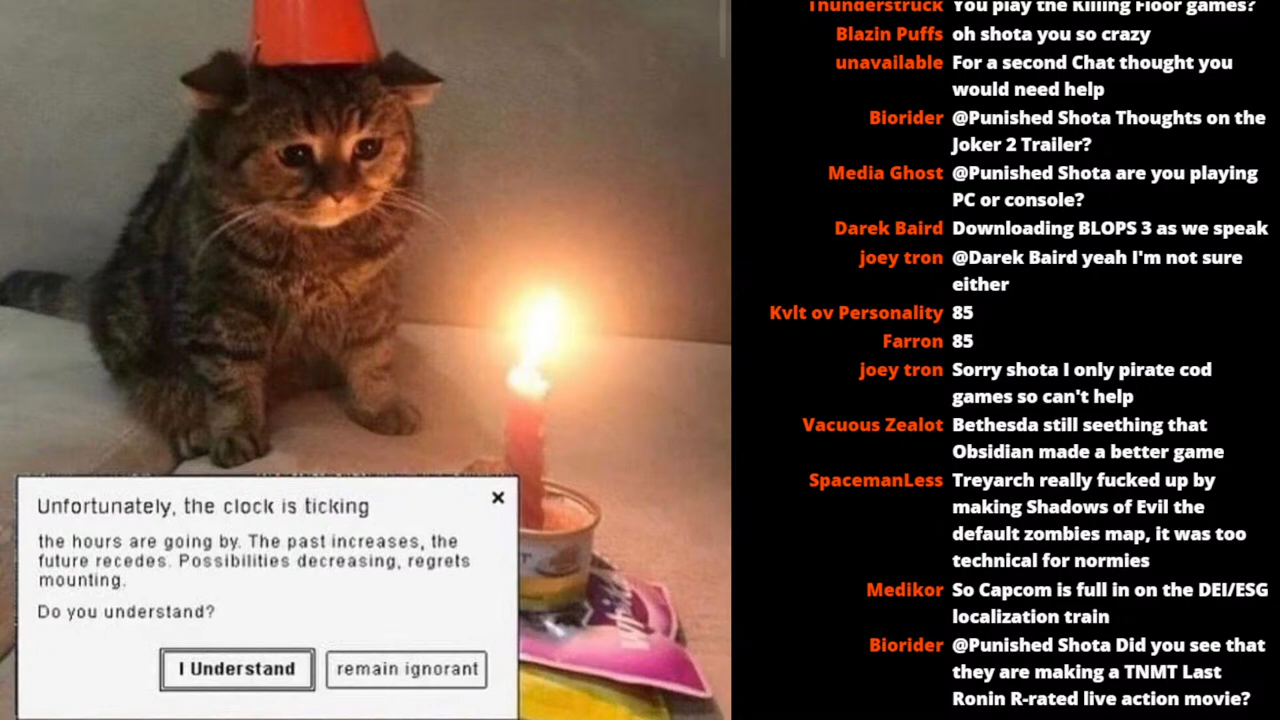 Unfortunately, the clock is ticking
the hours are going by. The past increases, the
future recedes. Possibilities decreasing, regrets
mounting.
Do you understand?
I Understand
remain ignorant
Thunderstruck You play the Killing Floor games?
Blazin Puffs oh shota you so crazy
unavailable For a second Chat thought you
would need help
Biorider @Punished Shota Thoughts on the
Joker 2 Trailer?
Media Ghost @Punished Shota are you playing
PC or console?
Darek Baird Downloading BLOPS 3 as we speak
joey tron @Darek Baird yeah I'm not sure
either
Kvlt ov Personality 85
Farron 85
joey tron Sorry shota I only pirate cod
games so can't help
Vacuous Zealot Bethesda still seething that
Obsidian made a better game
SpacemanLess Treyarch really fucked up by
making Shadows of Evil the
default zombies map, it was too
technical for normies
Medikor So Capcom is full in on the DEI/ESG
localization train
Biorider @Punished Shota Did you see that
they are making a TNMT Last
Ronin R-rated live action movie?